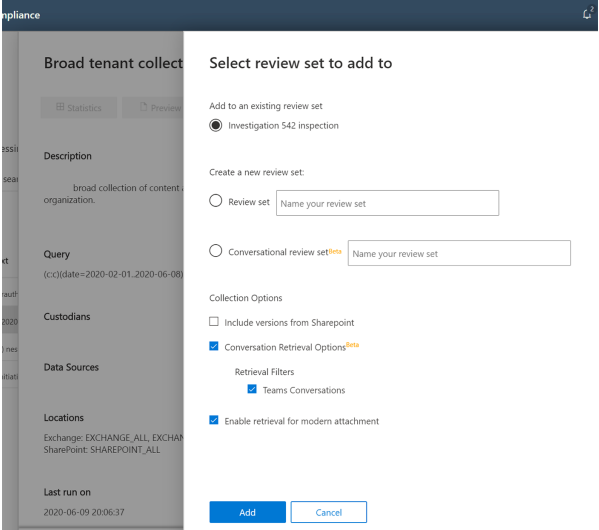 mpliance
2
Broad tenant collect
Select review set to add to
Statistics
Preview
Add to an existing review set
Investigation 542 inspection
Description
broad collection of content a
organization.
Create a new review set:
Review set
Name your review set
Conversational review set Beta
Name your review set
Query
(c:c)(date=2020-02-01..2020-06-08)
Collection Options
Include versions from Sharepoint
Custodians
Conversation Retrieval Options Beta
Retrieval Filters
Data Sources
Teams Conversations
Locations
Enable retrieval for modern attachment
Exchange: EXCHANGE_ALL, EXCHAN
SharePoint: SHAREPOINT_ALL
Last run on
2020-06-09 20:06:37
Add
Cancel